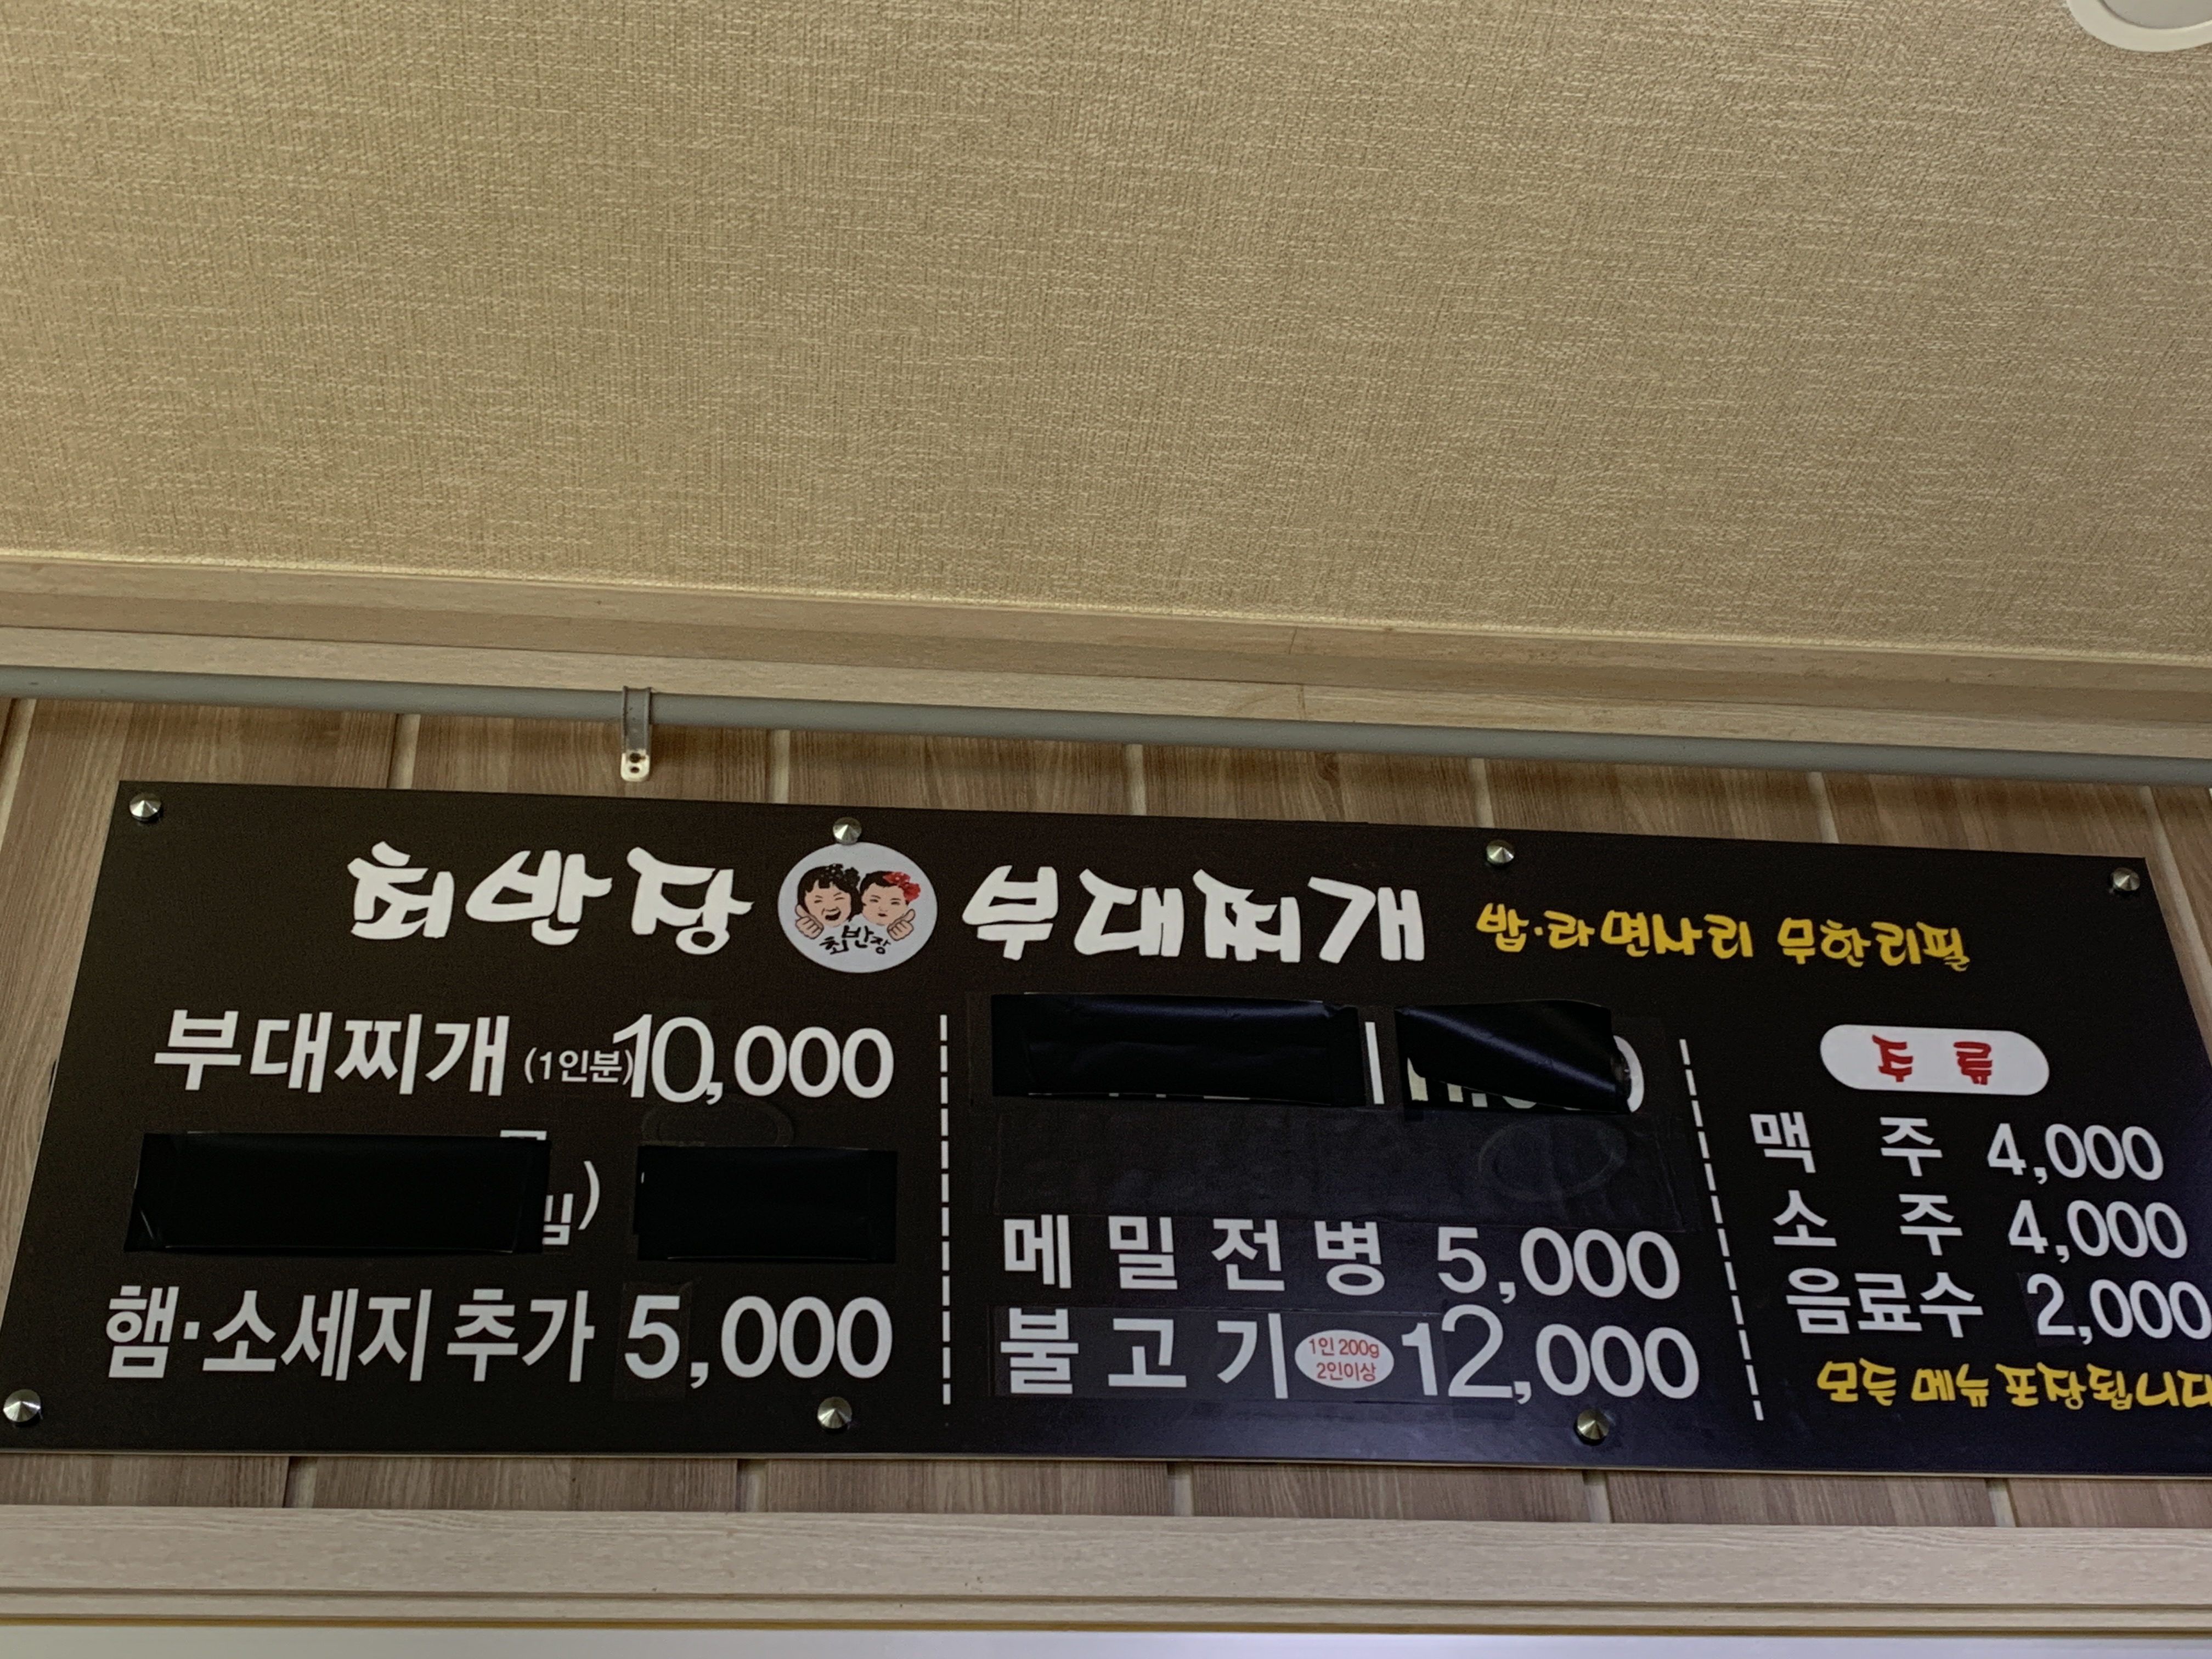 최반장 최반장 부대찌개 밥·라면사리 무한리필
부대찌개 (1인분) 10,000
햄·소세지 추가 5,000
메밀전병 5,000
불고기 1인 200g 2인이상 12,000
주류
맥주 4,000
소주 4,000
음료수 2,000
모든 메뉴 포장됩니다